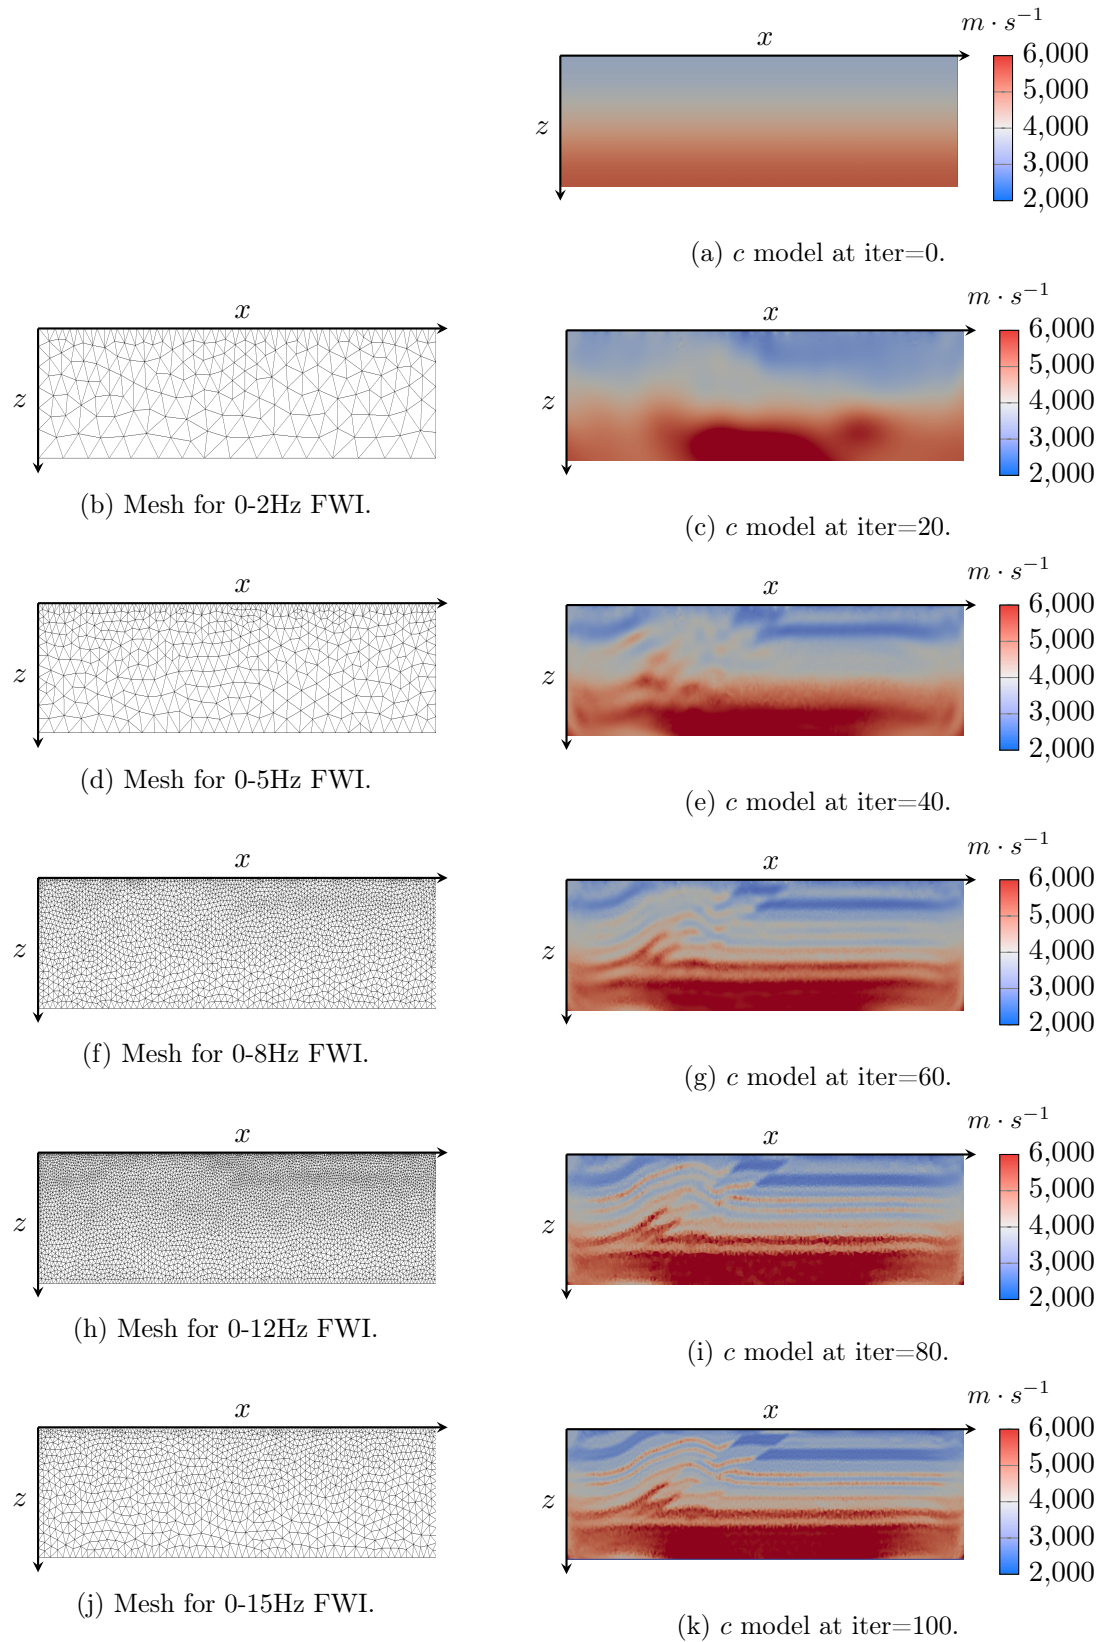 m · s⁻¹
x
z
6,000
5,000
4,000
3,000
2,000
(a) c model at iter=0.
x
z
(b) Mesh for 0-2Hz FWI.
m · s⁻¹
x
z
6,000
5,000
4,000
3,000
2,000
(c) c model at iter=20.
x
z
(d) Mesh for 0-5Hz FWI.
m · s⁻¹
x
z
6,000
5,000
4,000
3,000
2,000
(e) c model at iter=40.
x
z
(f) Mesh for 0-8Hz FWI.
m · s⁻¹
x
z
6,000
5,000
4,000
3,000
2,000
(g) c model at iter=60.
x
z
(h) Mesh for 0-12Hz FWI.
m · s⁻¹
x
z
6,000
5,000
4,000
3,000
2,000
(i) c model at iter=80.
x
z
(j) Mesh for 0-15Hz FWI.
m · s⁻¹
x
z
6,000
5,000
4,000
3,000
2,000
(k) c model at iter=100.